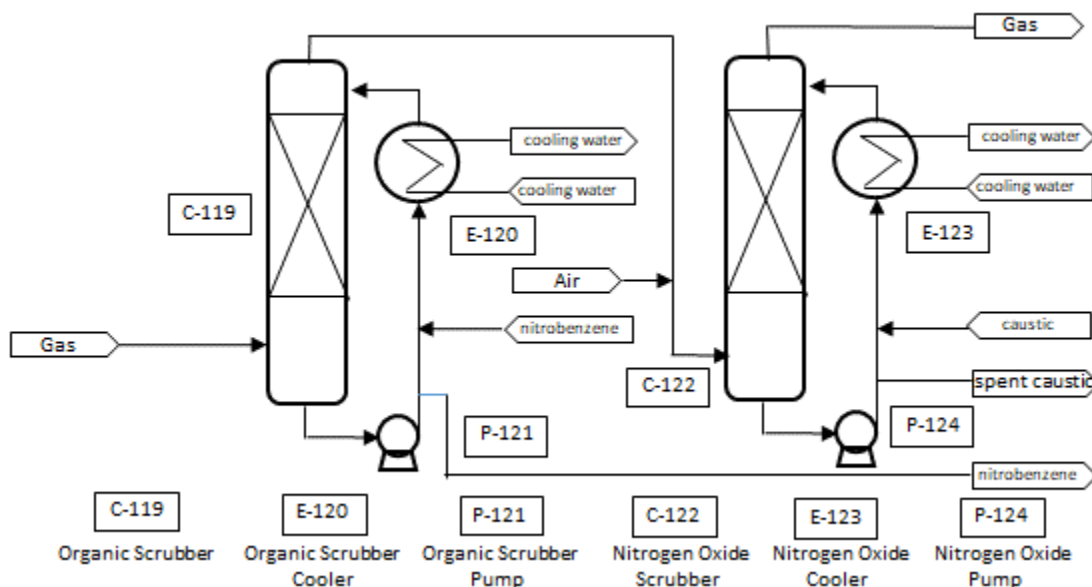 Gas
cooling water
cooling water
C-119
E-120
E-123
Air
nitrobenzene
caustic
Gas
C-122
spent caustic
P-121
P-124
nitrobenzene
C-119
E-120
P-121
C-122
E-123
P-124
Organic Scrubber
Organic Scrubber
Cooler
Organic Scrubber
Pump
Nitrogen Oxide
Scrubber
Nitrogen Oxide
Cooler
Nitrogen Oxide
Pump
cooling water
cooling water